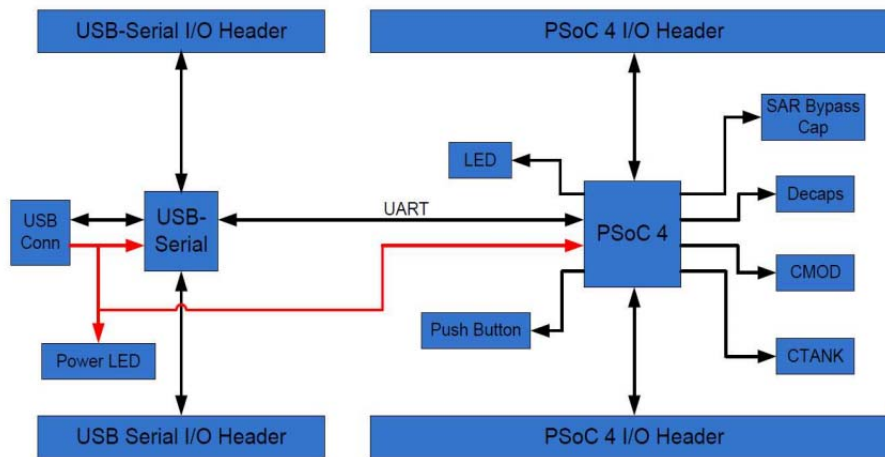 USB-Serial I/O Header
PSoC 4 I/O Header
SAR Bypass
Cap
LED
Decaps
USB
Conn
USB-
Serial
UART
PSoC 4
CMOD
Push Button
Power LED
CTANK
USB Serial I/O Header
PSoC 4 I/O Header